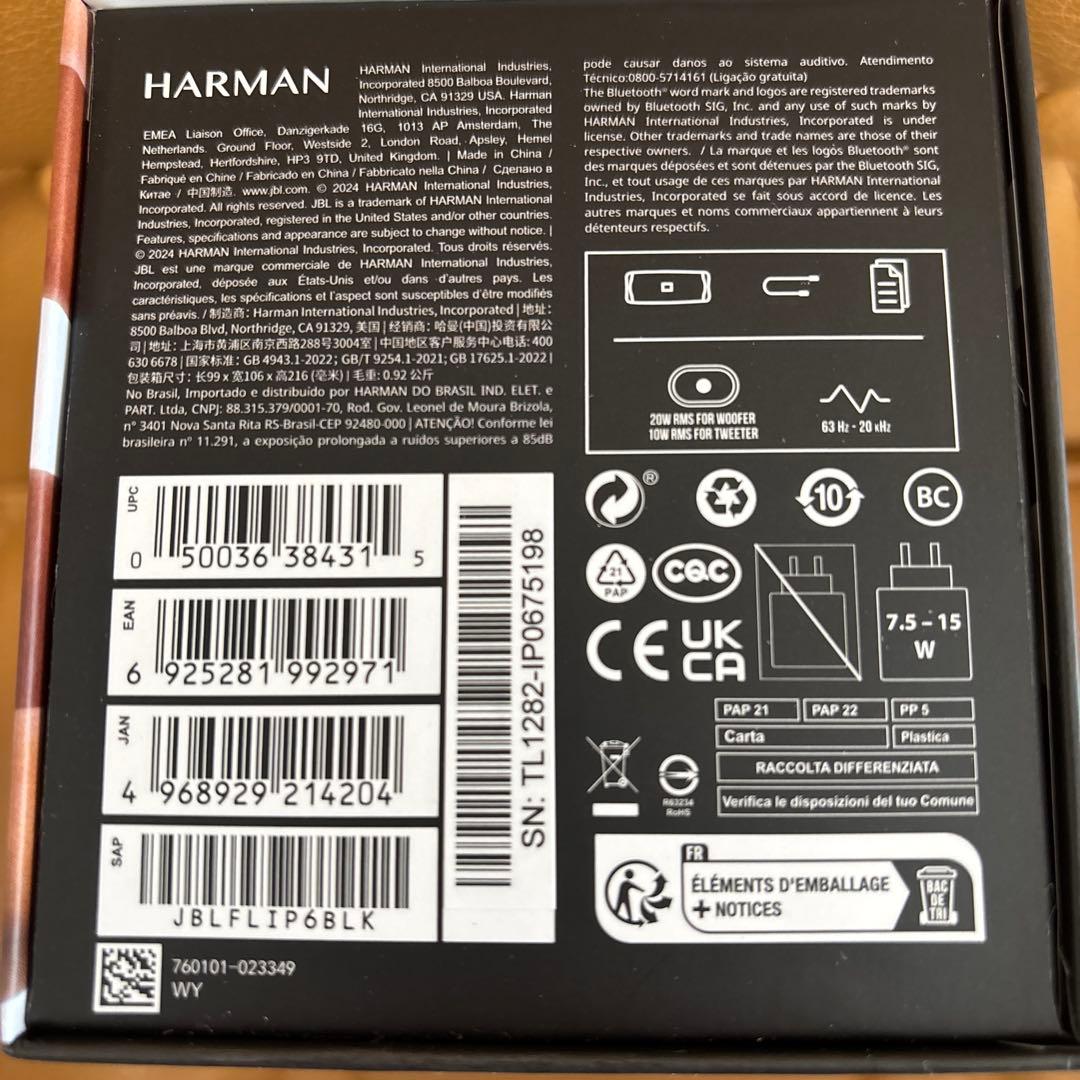 HARMAN
HARMAN International Industries,
Incorporated 8500 Balboa Boulevard,
Northridge, CA 91329 USA. Harman
International Industries, Incorporated
EMEA Liaison Office, Danzigerkade 16G, 1013 AP Amsterdam, The
Netherlands. Ground Floor, Westside 2, London Road, Apsley, Hemel
Hempstead, Hertfordshire, HP3 9TD, United Kingdom. | Made in China /
Fabriqué en Chine / Fabricado en China / Fabbricato nella China / Сделано в
Китае / 中国制造. www.jbl.com. © 2024 HARMAN International Industries,
Incorporated. All rights reserved. JBL is a trademark of HARMAN International
Industries, Incorporated, registered in the United States and/or other countries.
Features, specifications and appearance are subject to change without notice. |
© 2024 HARMAN International Industries, Incorporated. Tous droits réservés.
JBL est une marque commerciale de HARMAN International Industries,
Incorporated, déposée aux États-Unis et/ou dans d'autres pays. Les
caractéristiques, les spécifications et l'aspect sont susceptibles d'être modifiés
sans préavis. / 制造商: Harman International Industries, Incorporated | 地址:
8500 Balboa Blvd, Northridge, CA 91329, 美国 | 经销商: 哈曼(中国)投资有限公
司 | 地址: 上海市黄浦区南京西路288号3004室 | 中国地区客户服务中心电话: 400
630 6678 | 国家标准: GB 4943.1-2022; GB/T 9254.1-2021; GB 17625.1-2022 |
包装箱尺寸: 长99 x 宽106 x 高216 (毫米) | 毛重: 0.92 公斤
No Brasil, Importado e distribuído por HARMAN DO BRASIL IND. ELET. e
PART. Ltda, CNPJ: 88.315.379/0001-70, Rod. Gov. Leonel de Moura Brizola,
n° 3401 Nova Santa Rita RS-Brasil-CEP 92480-000 | ATENÇÃO! Conforme lei
brasileira n° 11.291, a exposição prolongada a ruídos superiores a 85dB
pode causar danos ao sistema auditivo. Atendimento
Técnico:0800-5714161 (Ligação gratuita)
The Bluetooth® word mark and logos are registered trademarks
owned by Bluetooth SIG, Inc. and any use of such marks by
HARMAN International Industries, Incorporated is under
license. Other trademarks and trade names are those of their
respective owners. / La marque et les logos Bluetooth® sont
des marques déposées et sont détenues par the Bluetooth SIG,
Inc., et tout usage de ces marques par HARMAN International
Industries, Incorporated se fait sous accord de licence. Les
autres marques et noms commerciaux appartiennent à leurs
détenteurs respectifs.
20W RMS FOR WOOFER
10W RMS FOR TWEETER
63 Hz - 20 kHz
UPC
0 50036 38431 5
EAN
6 925281 992971
JAN
4 968929 214204
SAP
JBLFLIP6BLK
SN: TL1282-IP0675198
760101-023349
WY
®
10
BC
21
PAP
CQC
CE
UK
CA
7.5 – 15
W
PAP 21
PAP 22
PP 5
Carta
Plastica
RACCOLTA DIFFERENZIATA
Verifica le disposizioni del tuo Comune
R63234
RoHS
FR
ÉLÉMENTS D'EMBALLAGE
+ NOTICES
BAC
DE
TRI